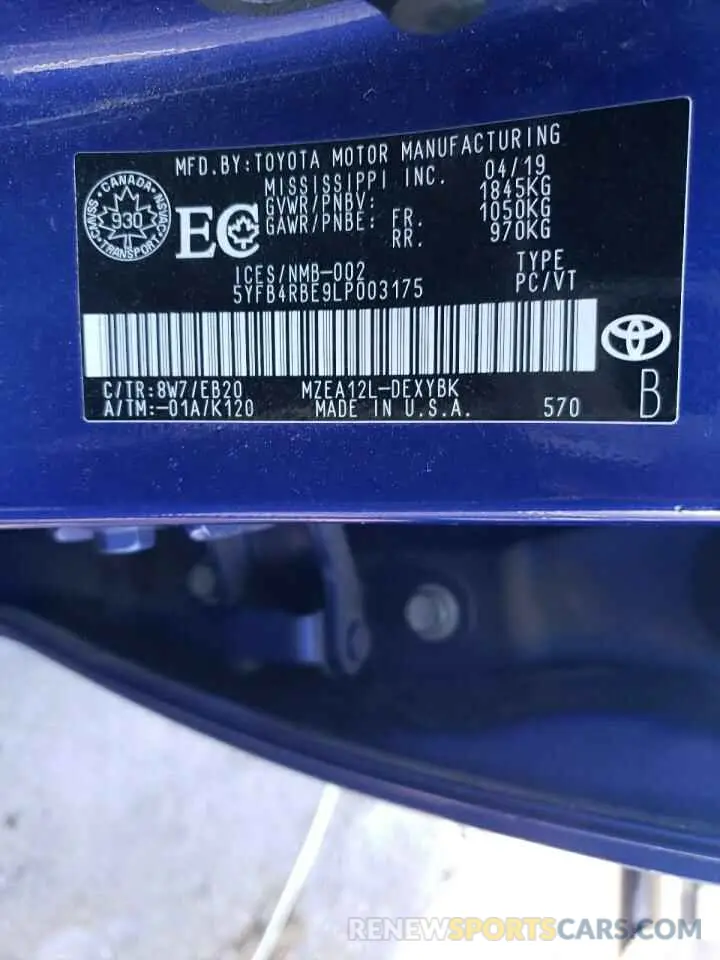 MFD.BY:TOYOTA MOTOR MANUFACTURING
MISSISSIPPI INC. 04/19
GVWR/PNBV: 1845KG
GAWR/PNBE: FR. 1050KG
RR. 970KG
CANADA
CMVSS NSVAC
930
TRANSPORT
EC
ICES/NMB-002
5YFB4RBE9LP003175
TYPE
PC/VT
C/TR:8W7/EB20 MZEA12L-DEXYBK
A/TM:-01A/K120 MADE IN U.S.A. 570 B
RENEWSPORTSCARS.COM